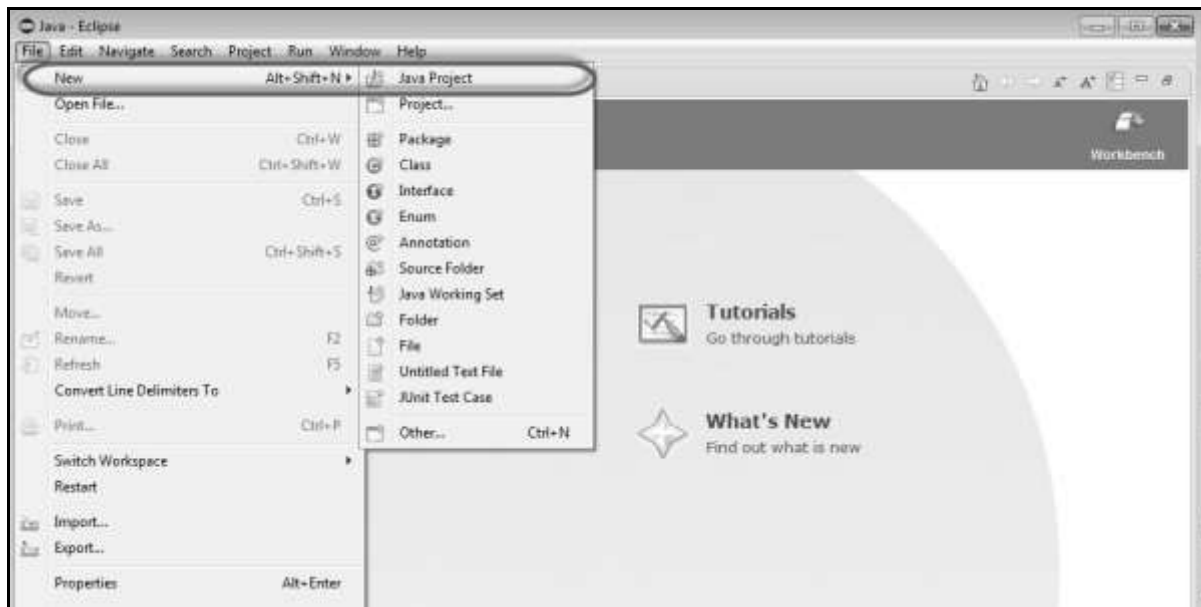 Java - Eclipse
File Edit Navigate Search Project Run Window Help
New Alt+Shift+N
Open File...
Close Ctrl+W
Close All Ctrl+Shift+W
Save Ctrl+S
Save As...
Save All Ctrl+Shift+S
Revert
Move...
Rename... F2
Refresh F5
Convert Line Delimiters To
Print... Ctrl+P
Switch Workspace
Restart
Import...
Export...
Properties Alt+Enter
Java Project
Project...
Package
Class
Interface
Enum
Annotation
Source Folder
Java Working Set
Folder
File
Untitled Text File
JUnit Test Case
Other... Ctrl+N
Workbench
Tutorials
Go through tutorials
What's New
Find out what is new